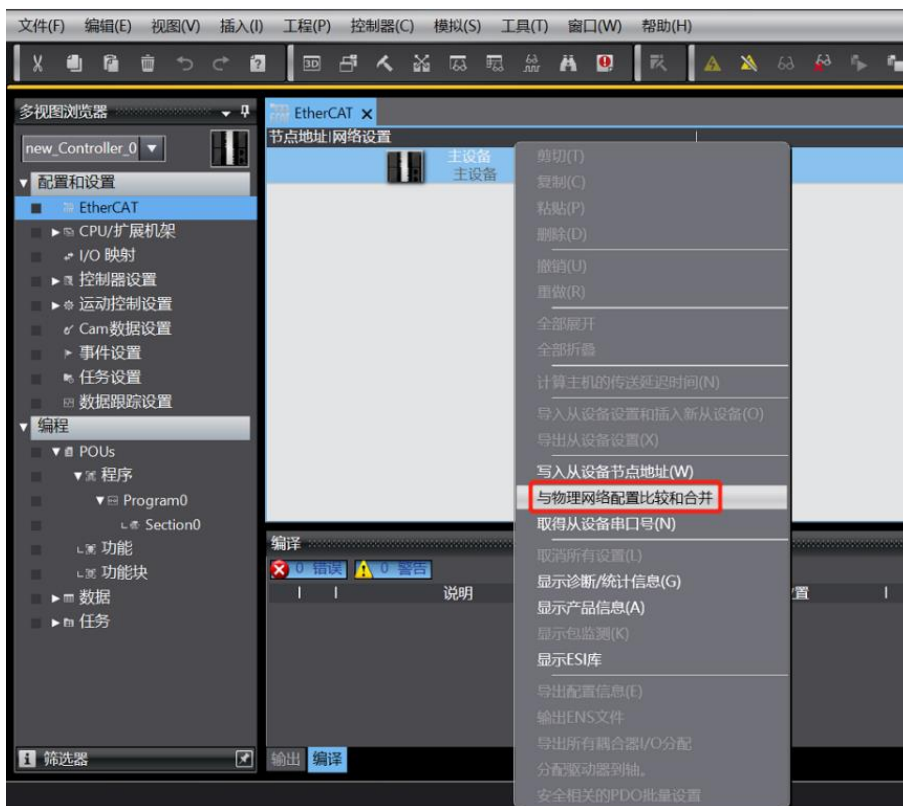 文件(F) 编辑(E) 视图(V) 插入(I) 工程(P) 控制器(C) 模拟(S) 工具(T) 窗口(W) 帮助(H)
3D
多视图浏览器
new_Controller_0
配置和设置
EtherCAT
CPU/扩展机架
I/O 映射
控制器设置
运动控制设置
Cam数据设置
事件设置
任务设置
数据跟踪设置
编程
POUs
程序
Program0
Section0
功能
功能块
数据
任务
筛选器
EtherCAT
节点地址|网络设置
主设备
主设备
剪切(T)
复制(C)
粘贴(P)
删除(D)
撤销(U)
重做(R)
全部展开
全部折叠
计算主机的传送延迟时间(N)
导入从设备设置和插入新从设备(O)
导出从设备设置(X)
写入从设备节点地址(W)
与物理网络配置比较和合并
取得从设备串口号(N)
取消所有设置(L)
显示诊断/统计信息(G)
显示产品信息(A)
显示包监测(K)
显示ESI库
导出配置信息(E)
输出ENS文件
导出所有耦合器I/O分配
分配驱动器到轴。
安全相关的PDO批量设置
编译
0 错误 0 警告
说明
输出 编译